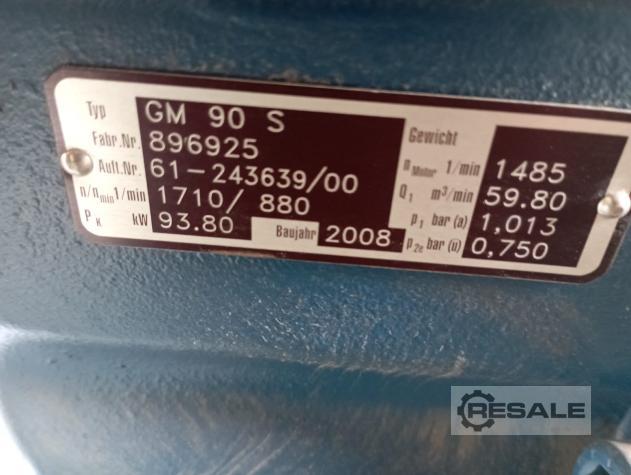 Typ GM 90 S
Fabr.Nr. 896925
Auft.Nr. 61-243639/00
n/n min 1/min 1710/ 880
P K kW 93.80 Baujahr 2008
Gewicht
n Motor 1/min 1485
Q1 m³/min 59.80
p1 bar (a) 1,013
p2e bar (ü) 0,750
RESALE